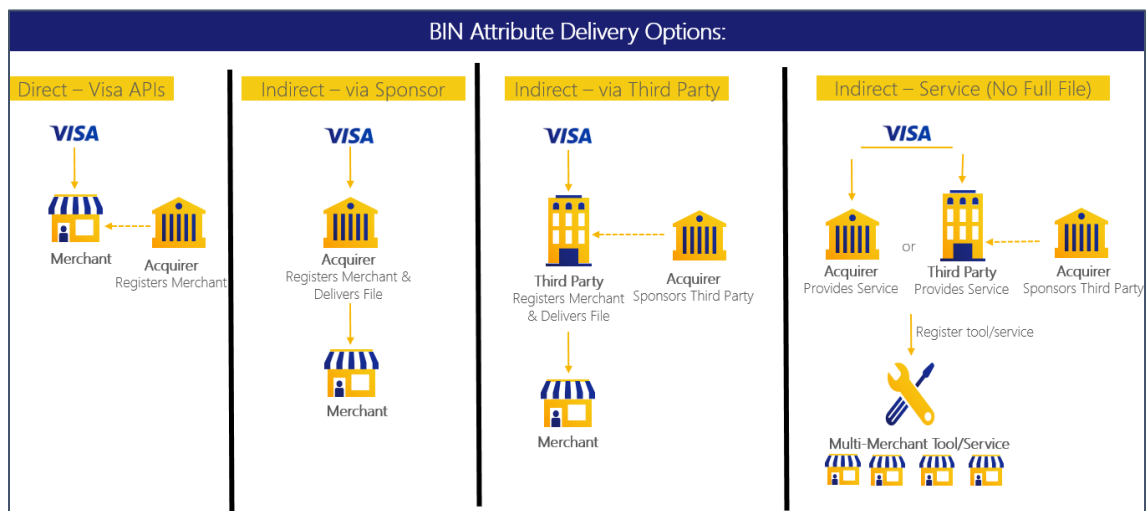 BIN Attribute Delivery Options:
Direct – Visa APIs
VISA
Merchant
Acquirer
Registers Merchant
Indirect – via Sponsor
VISA
Acquirer
Registers Merchant &
Delivers File
Merchant
Indirect – via Third Party
VISA
Third Party
Registers Merchant
& Delivers File
Acquirer
Sponsors Third Party
Merchant
Indirect – Service (No Full File)
VISA
Acquirer
Provides Service
or
Third Party
Provides Service
Acquirer
Sponsors Third Party
Register tool/service
Multi-Merchant Tool/Service